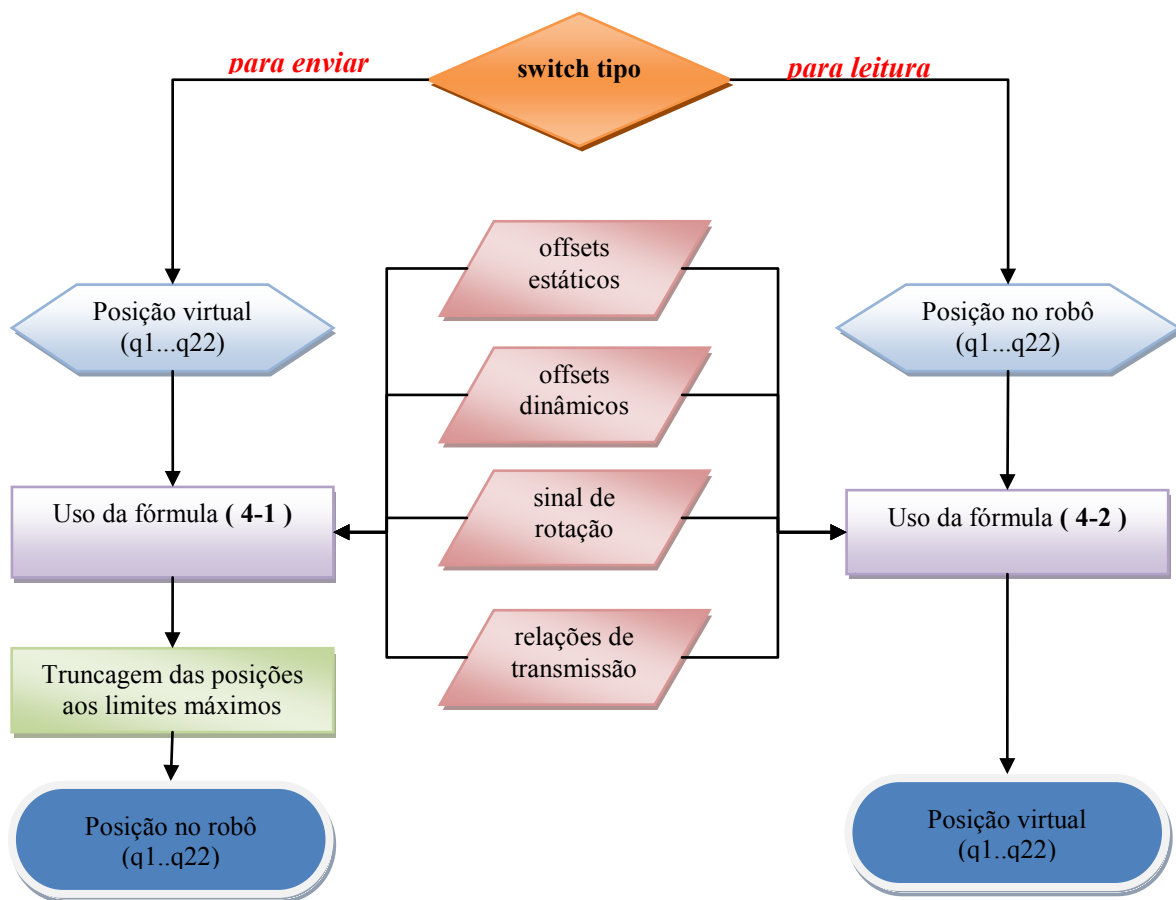 para enviar
switch tipo
para leitura
offsets
estáticos
Posição virtual
(q1...q22)
Posição no robô
(q1...q22)
offsets
dinâmicos
sinal de
rotação
Uso da fórmula ( 4-1 )
Uso da fórmula ( 4-2 )
relações de
transmissão
Truncagem das posições
aos limites máximos
Posição no robô
(q1..q22)
Posição virtual
(q1..q22)